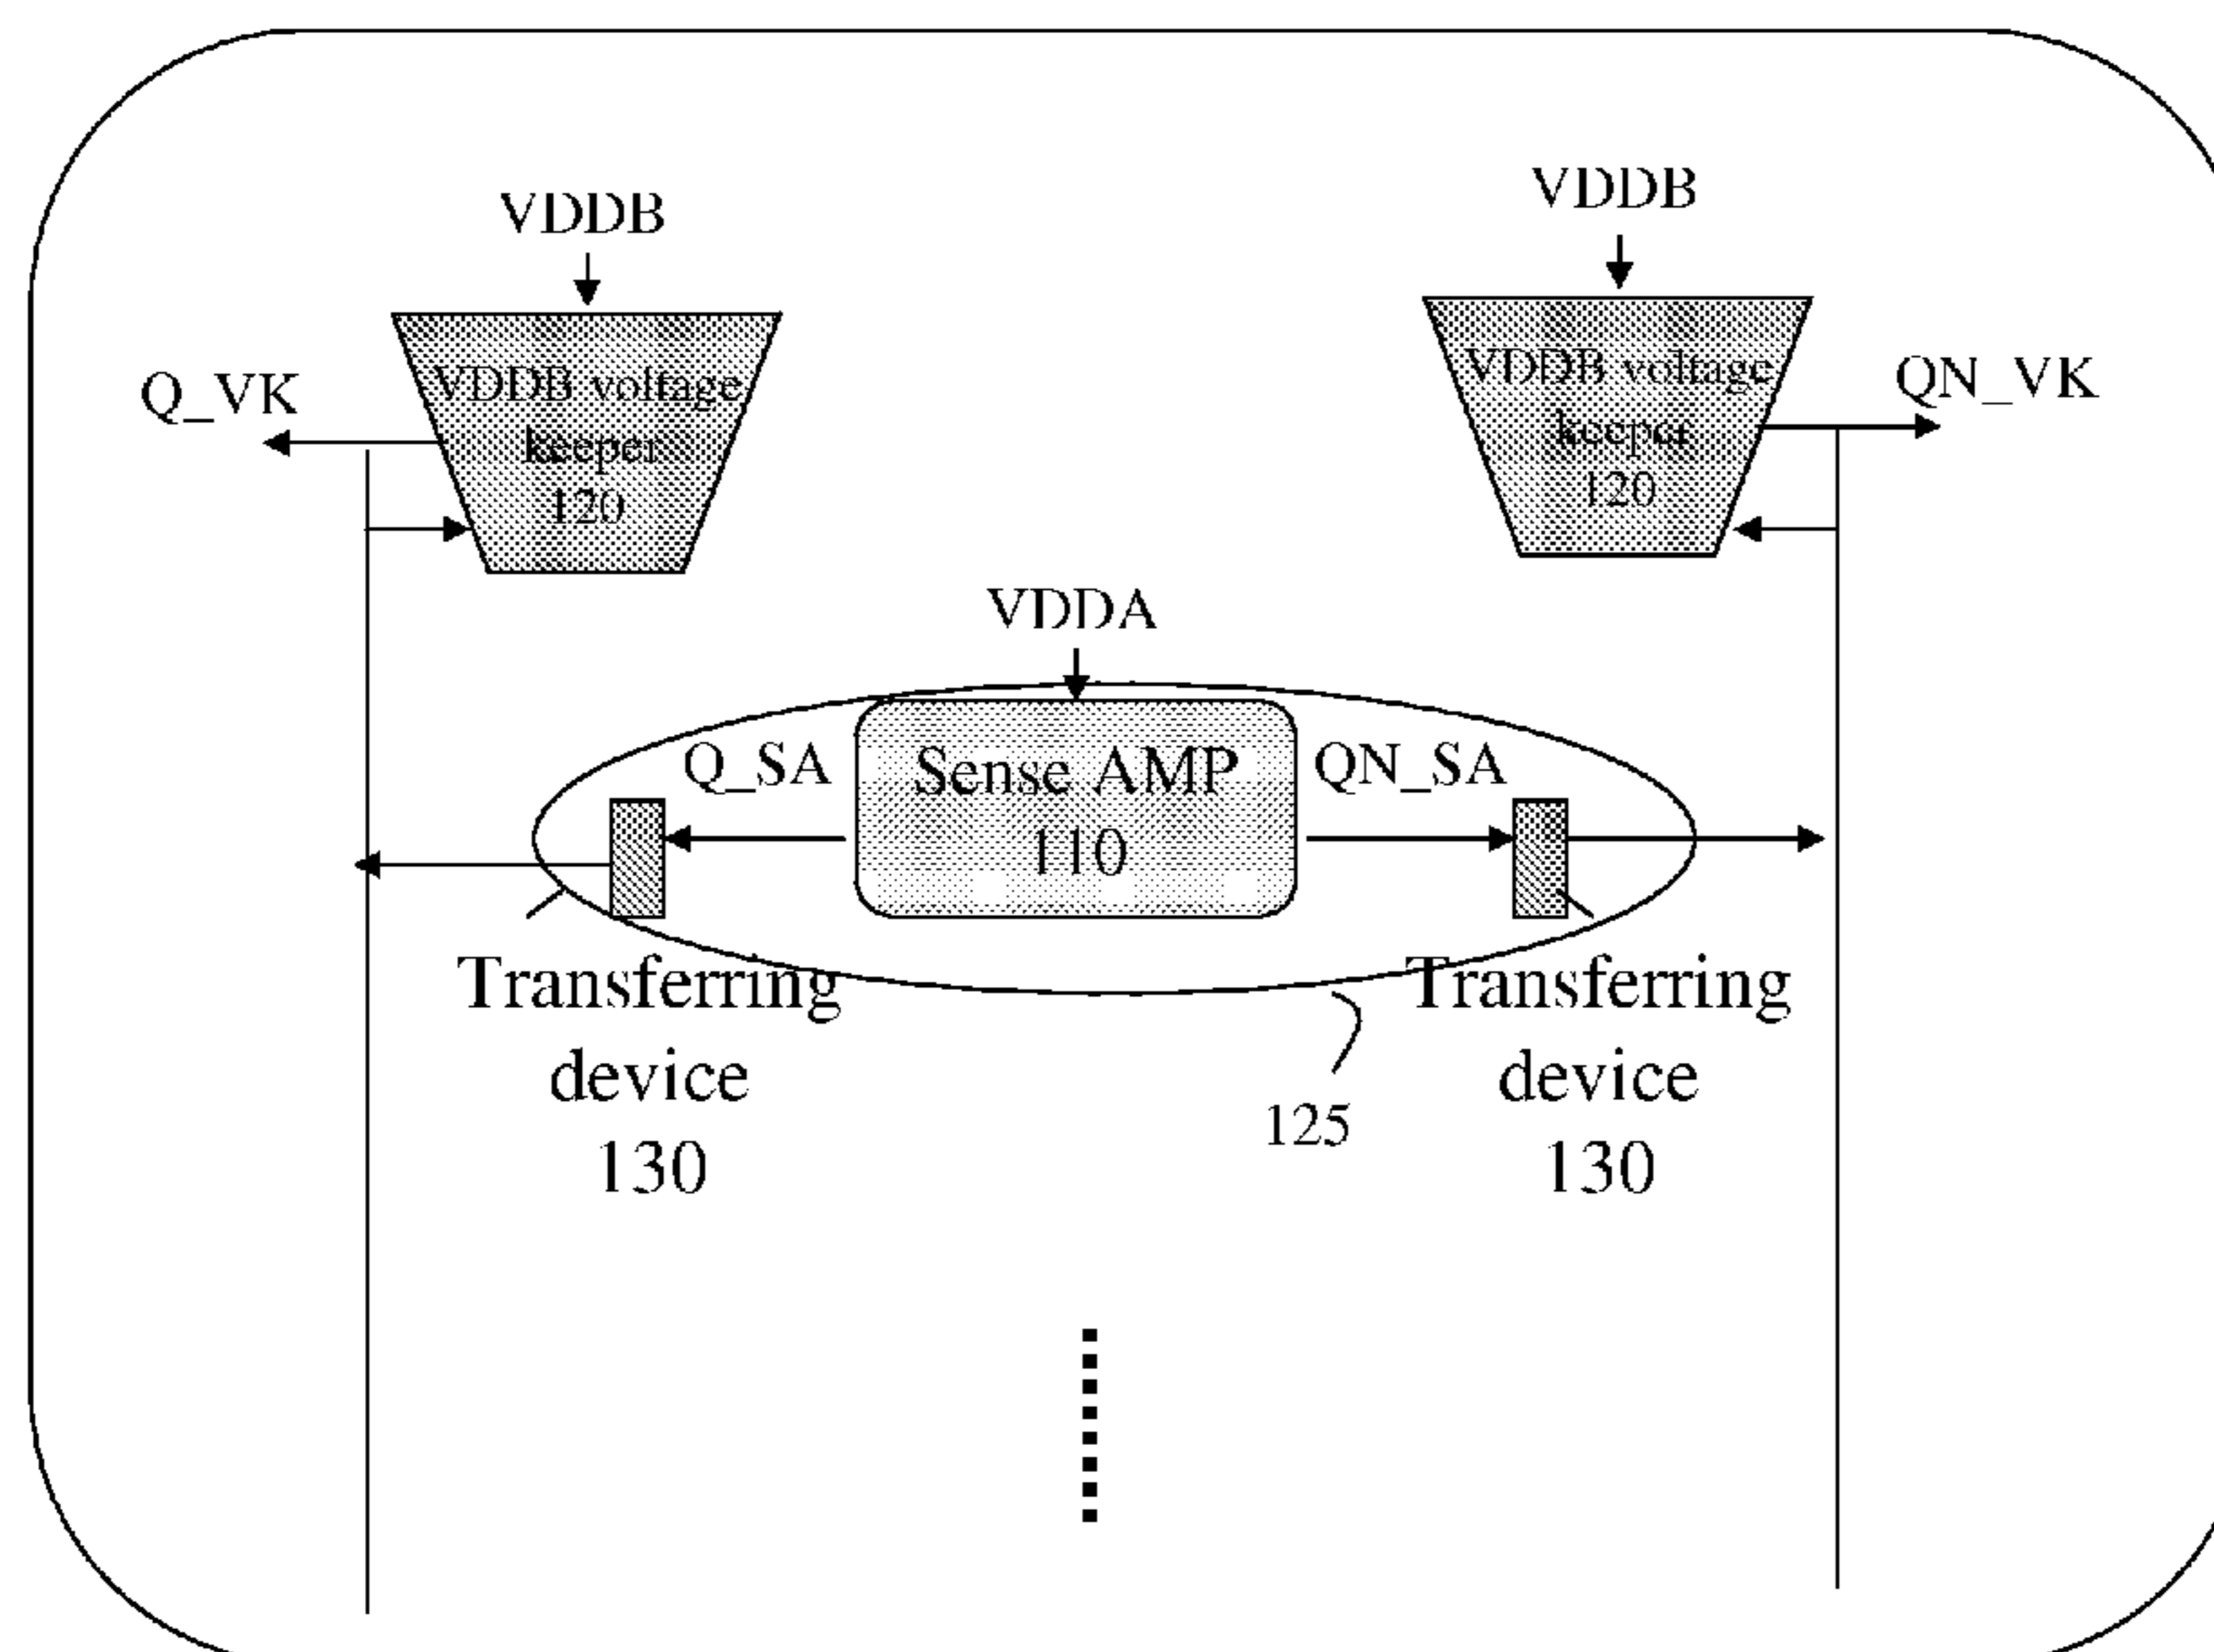 VDDB
VDDB
Q_VK
VDDB voltage
keeper
120
VDDB voltage
keeper
120
QN_VK
VDDA
Q_SA
Sense AMP
110
QN_SA
Transferring
device
130
125
Transferring
device
130